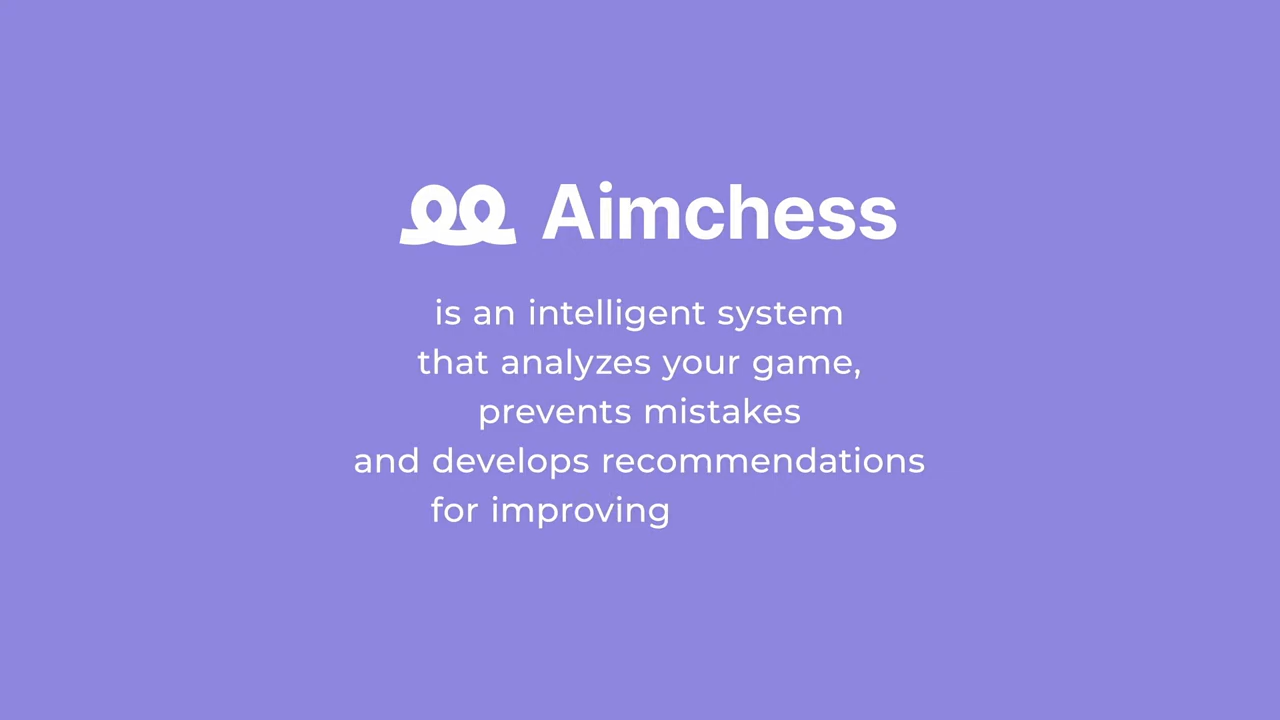 Aimchess
is an intelligent system
that analyzes your game,
prevents mistakes
and develops recommendations
for improving